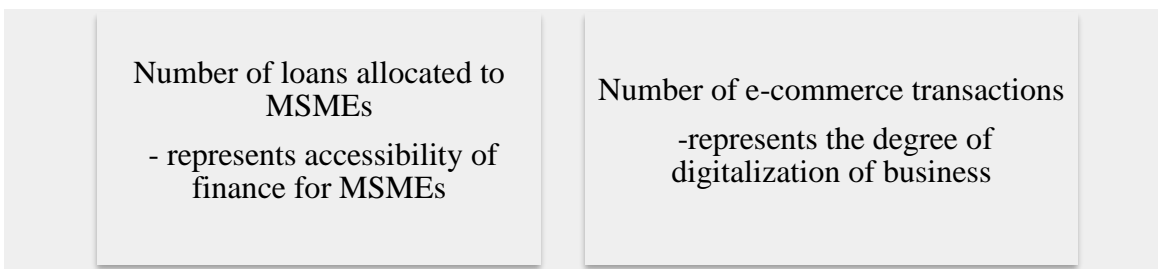 Number of loans allocated to
MSMEs
- represents accessibility of
finance for MSMEs
Number of e-commerce transactions
-represents the degree of
digitalization of business